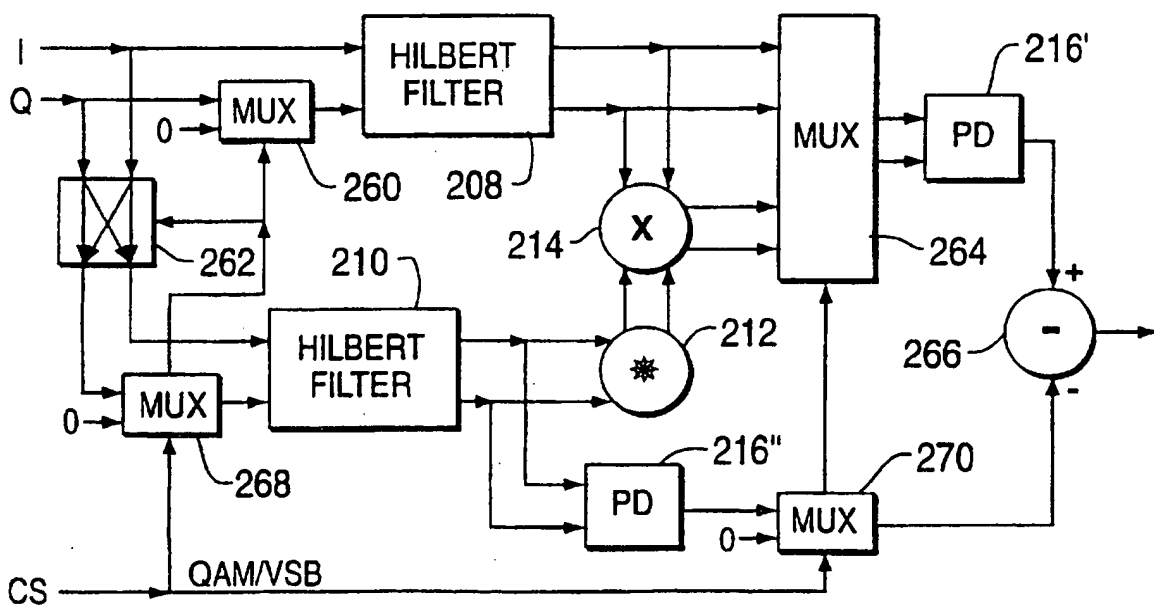 I
Q
0
MUX
260
HILBERT
FILTER
208
MUX
264
PD
216'
262
X
214
210
HILBERT
FILTER
212
+
-
266
-
0
MUX
268
PD
216"
270
0
MUX
CS
QAM/VSB